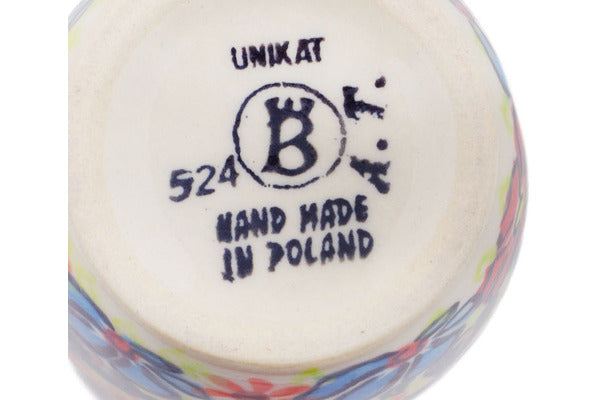 UNIKAT
B
A.T.
524
HAND MADE
IN POLAND